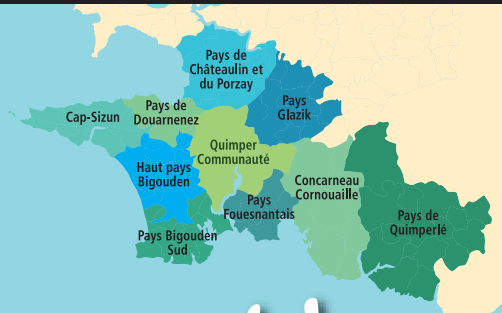 Pays de
Châteaulin et
du Porzay
Pays
Glazik
Cap-Sizun
Pays de
Douarnenez
Quimper
Communauté
Haut pays
Bigouden
Concarneau
Cornouaille
Pays
Fouesnantais
Pays de
Quimperlé
Pays Bigouden
Sud